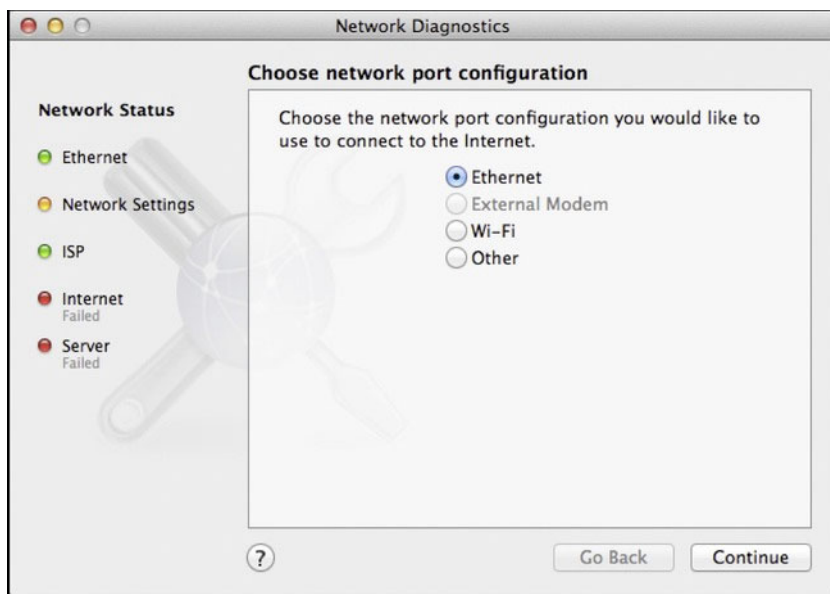 Network Diagnostics
Choose network port configuration
Network Status
Ethernet
Network Settings
ISP
Internet
Failed
Server
Failed
Choose the network port configuration you would like to
use to connect to the Internet.
Ethernet
External Modem
Wi-Fi
Other
?
Go Back
Continue